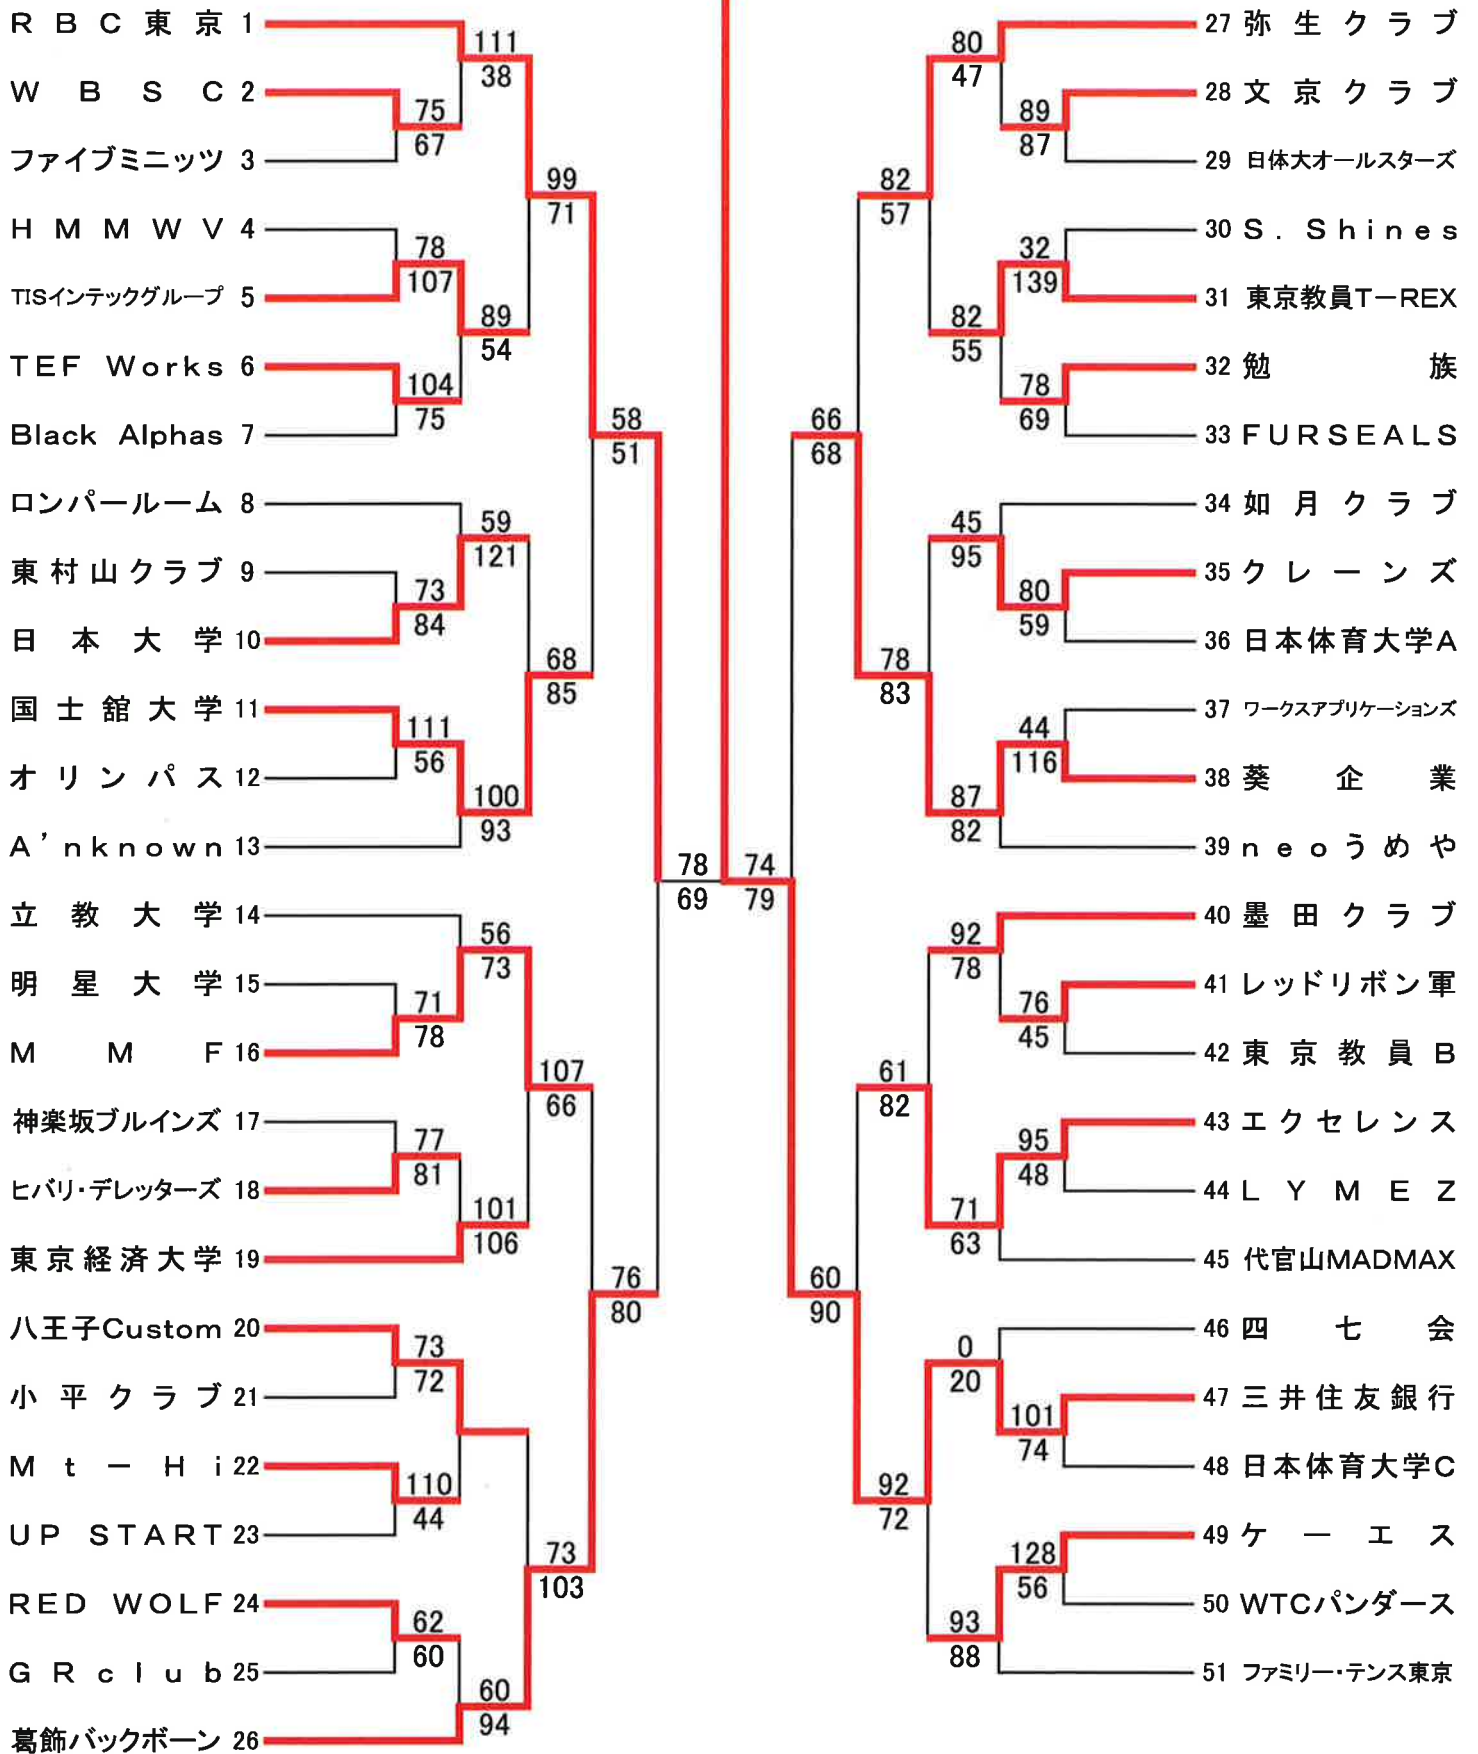 RBC東京 1
WBSC 2
ファイブミニッツ 3
HMMWV 4
TISインテックグループ 5
TEF Works 6
Black Alphas 7
ロンパールーム 8
東村山クラブ 9
日本大学 10
国士舘大学 11
オリンパス 12
A'nknown 13
立教大学 14
明星大学 15
MMF 16
神楽坂ブルインズ 17
ヒバリ・デレッターズ 18
東京経済大学 19
八王子Custom 20
小平クラブ 21
Mt－Hi 22
UP START 23
RED WOLF 24
GRclub 25
葛飾バックボーン 26
75
67
78
107
104
75
73
84
111
56
71
78
77
81
73
72
110
44
62
60
111
38
89
54
59
121
100
93
56
73
101
106
60
94
99
71
68
85
107
66
73
103
58
51
76
80
78
69
74
79
66
68
60
90
82
57
78
83
61
82
92
72
80
47
82
55
45
95
87
82
92
78
71
63
0
20
93
88
89
87
32
139
78
69
80
59
44
116
76
45
95
48
101
74
128
56
27 弥生クラブ
28 文京クラブ
29 日体大オールスターズ
30 S. Shines
31 東京教員T－REX
32 勉族
33 FURSEALS
34 如月クラブ
35 クレーンズ
36 日本体育大学A
37 ワークスアプリケーションズ
38 葵企業
39 neoうめや
40 墨田クラブ
41 レッドリボン軍
42 東京教員B
43 エクセレンス
44 LYMEZ
45 代官山MADMAX
46 四七会
47 三井住友銀行
48 日本体育大学C
49 ケーエス
50 WTCパンダース
51 ファミリー・テンス東京